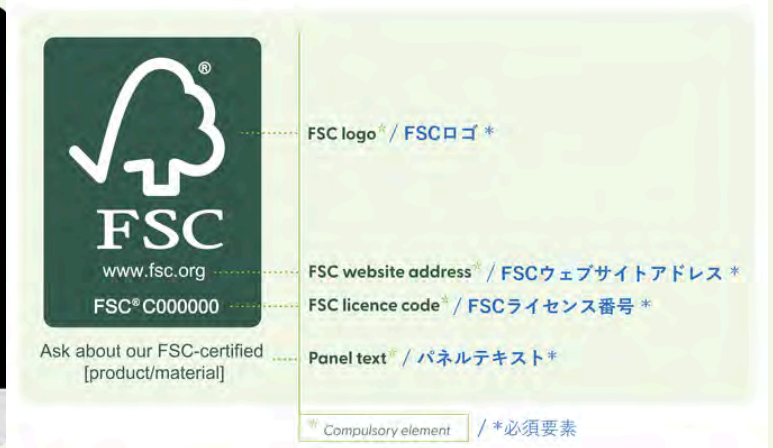 ®
FSC
www.fsc.org
FSC® C000000
Ask about our FSC-certified
[product/material]
FSC logo* / FSCロゴ *
FSC website address* / FSCウェブサイトアドレス *
FSC licence code* / FSCライセンス番号 *
Panel text* / パネルテキスト*
* Compulsory element / *必須要素